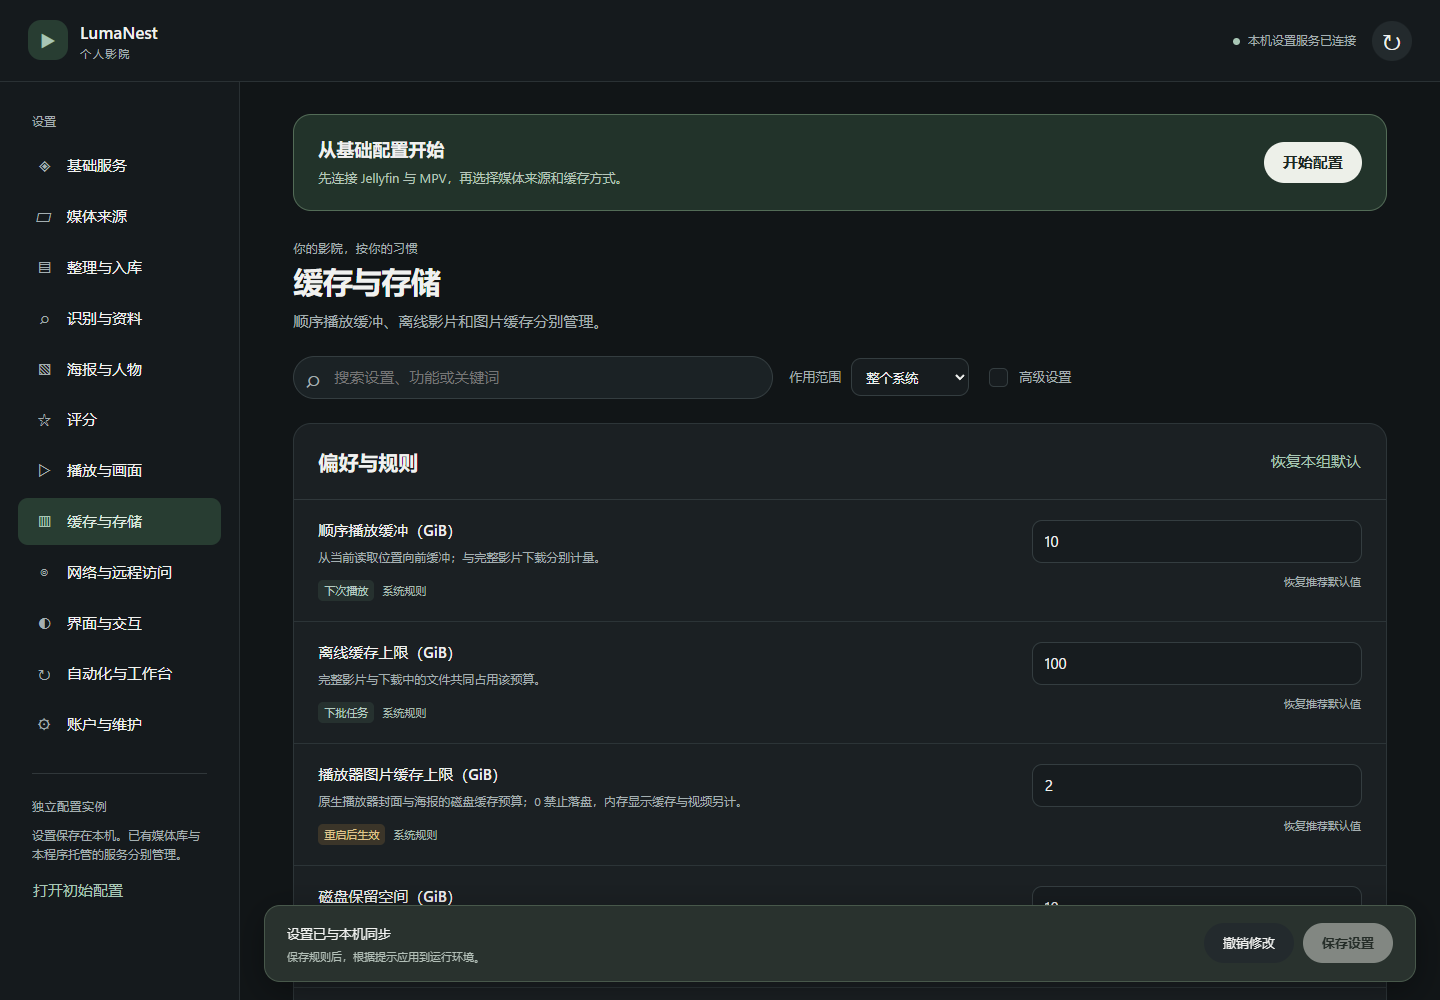 LumaNest
个人影院
本机设置服务已连接
设置
基础服务
媒体来源
整理与入库
识别与资料
海报与人物
评分
播放与画面
缓存与存储
网络与远程访问
界面与交互
自动化与工作台
账户与维护
独立配置实例
设置保存在本机。已有媒体库与
本程序托管的服务分别管理。
打开初始配置
从基础配置开始
先连接 Jellyfin 与 MPV，再选择媒体来源和缓存方式。
开始配置
你的影院，按你的习惯
缓存与存储
顺序播放缓冲、离线影片和图片缓存分别管理。
搜索设置、功能或关键词
作用范围
整个系统
高级设置
偏好与规则
恢复本组默认
顺序播放缓冲（GiB）
从当前读取位置向前缓冲；与完整影片下载分别计量。
下次播放 系统规则
10
恢复推荐默认值
离线缓存上限（GiB）
完整影片与下载中的文件共同占用该预算。
下批任务 系统规则
100
恢复推荐默认值
播放器图片缓存上限（GiB）
原生播放器封面与海报的磁盘缓存预算；0 禁止落盘，内存显示缓存与视频另计。
重启后生效 系统规则
2
恢复推荐默认值
磁盘保留空间（GiB）
设置已与本机同步
保存规则后，根据提示应用到运行环境。
撤销修改
保存设置